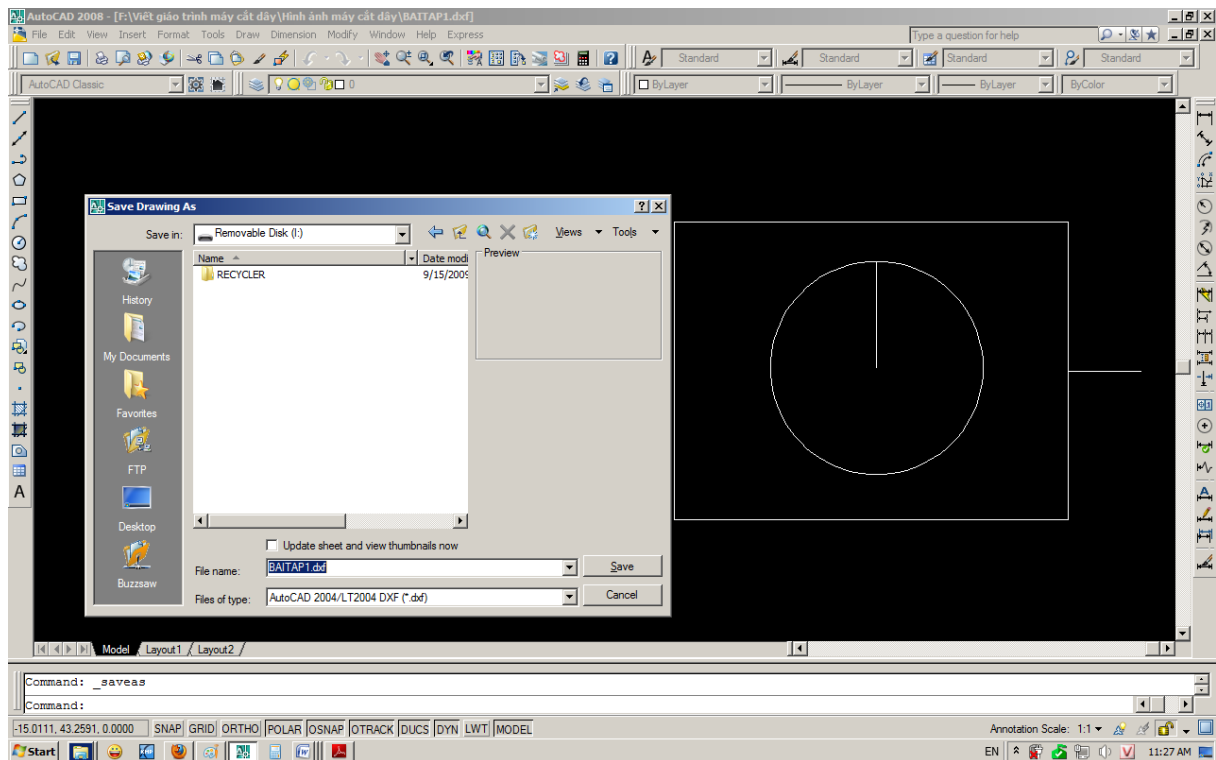 AutoCAD 2008 - [F:\Viết giáo trình máy cắt dây\Hình ảnh máy cắt dây\BAITAP1.dxf]
File Edit View Insert Format Tools Draw Dimension Modify Window Help Express
Type a question for help
Standard Standard Standard Standard
AutoCAD Classic 0 ByLayer ByLayer ByLayer ByColor
Save Drawing As
Save in: Removable Disk (I:) Views Tools
Name Date modi Preview
RECYCLER 9/15/2009
History
My Documents
Favorites
FTP
Desktop
Buzzsaw
Update sheet and view thumbnails now
File name: BAITAP1.dxf Save
Files of type: AutoCAD 2004/LT2004 DXF (*.dxf) Cancel
A
Model Layout1 Layout2
Command: _saveas
Command:
-15.0111, 43.2591, 0.0000 SNAP GRID ORTHO POLAR OSNAP OTRACK DUCS DYN LWT MODEL Annotation Scale: 1:1
Start EN 11:27 AM